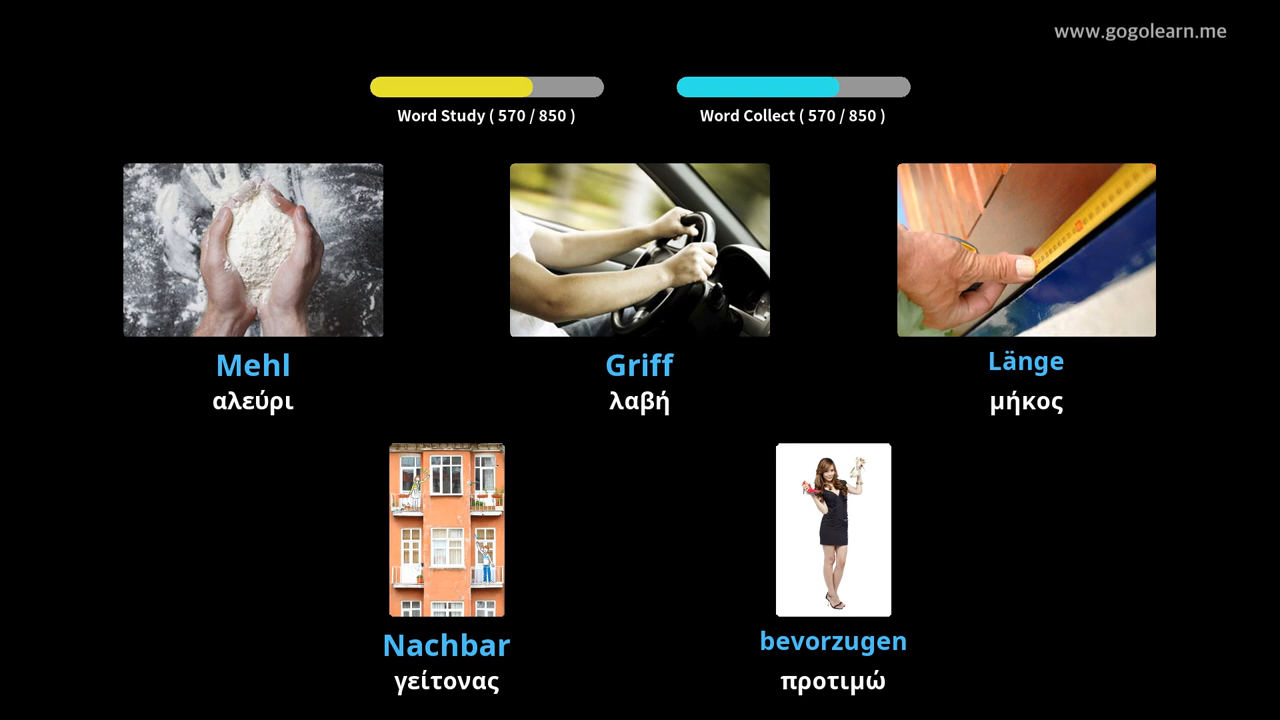 www.gogolearn.me
Word Study ( 570 / 850 )
Word Collect ( 570 / 850 )
Mehl
αλεύρι
Griff
λαβή
Länge
μήκος
Nachbar
γείτονας
bevorzugen
προτιμώ